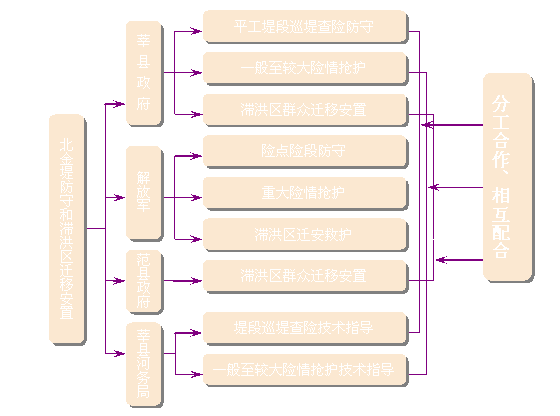 北金堤防守和滞洪区迁移安置
莘县政府
平工堤段巡堤查险防守
一般至较大险情抢护
滞洪区群众迁移安置
解放军
险点险段防守
重大险情抢护
滞洪区迁安救护
范县政府
滞洪区群众迁移安置
莘县河务局
堤段巡堤查险技术指导
一般至较大险情抢护技术指导
分工合作、相互配合